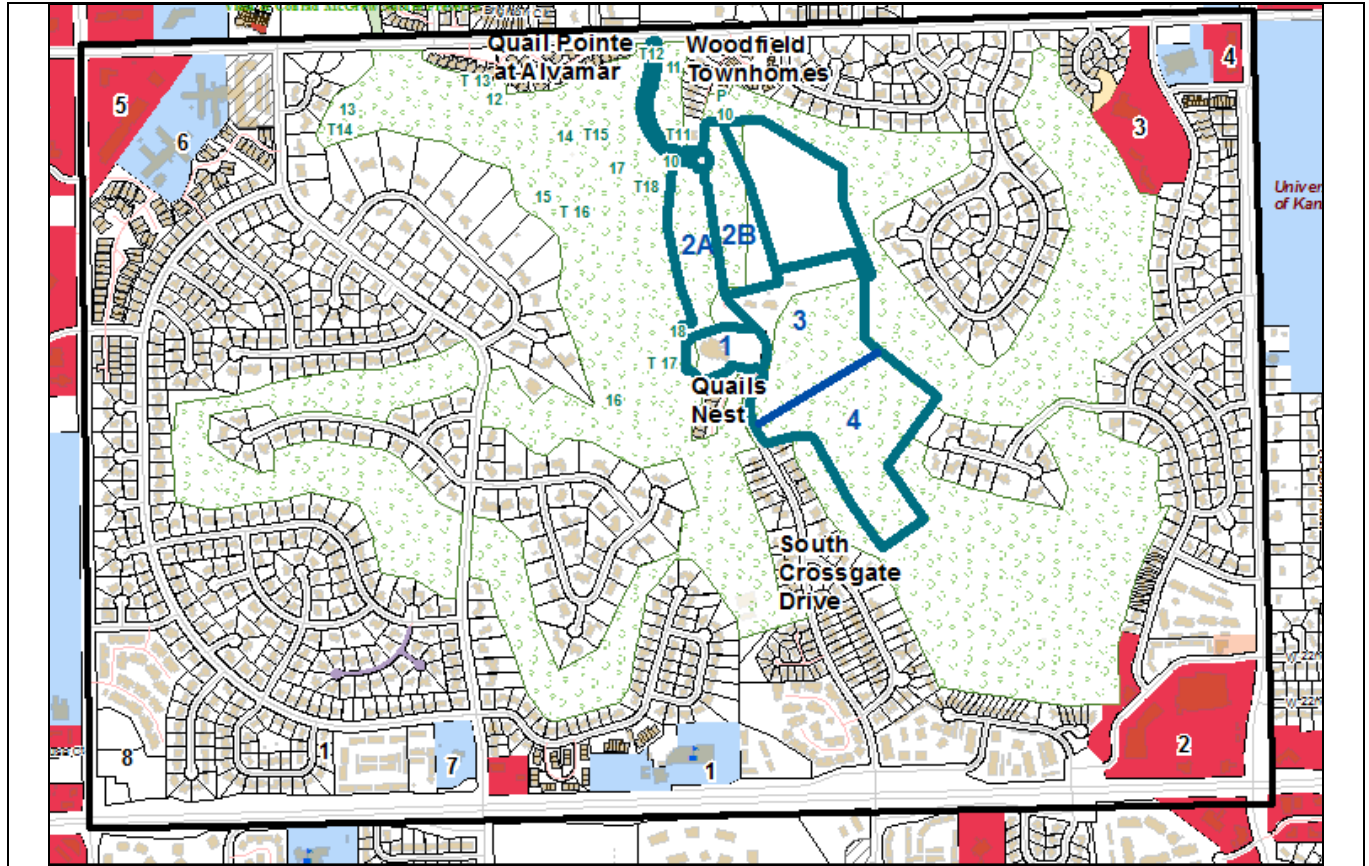 Quail Pointe
at Alvamar
Woodfield
Townhomes
T12
11
T 13
12
P
10
13
T14
14 T15
T11
10
17
T18
15
T 16
5
6
4
3
Univer
of Kan
2A
2B
3
18
1
T 17
Quails
Nest
16
4
South
Crossgate
Drive
8
1
7
1
2